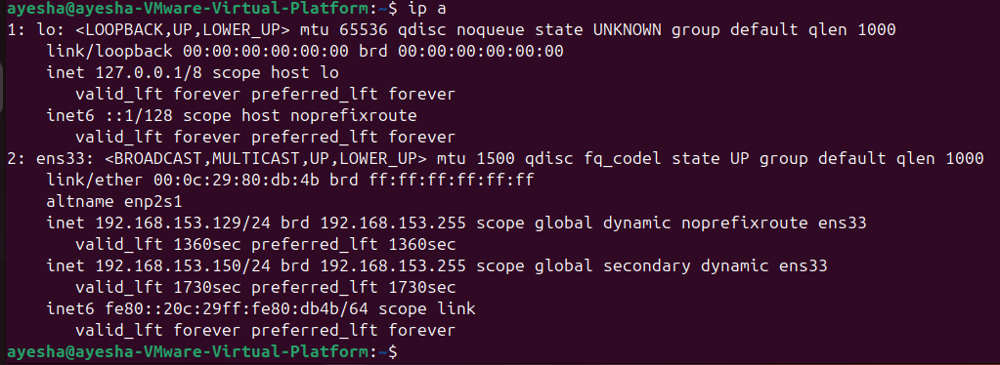 ayesha@ayesha-VMware-Virtual-Platform:~$ ip a
1: lo: <LOOPBACK,UP,LOWER_UP> mtu 65536 qdisc noqueue state UNKNOWN group default qlen 1000
    link/loopback 00:00:00:00:00:00 brd 00:00:00:00:00:00
    inet 127.0.0.1/8 scope host lo
       valid_lft forever preferred_lft forever
    inet6 ::1/128 scope host noprefixroute
       valid_lft forever preferred_lft forever
2: ens33: <BROADCAST,MULTICAST,UP,LOWER_UP> mtu 1500 qdisc fq_codel state UP group default qlen 1000
    link/ether 00:0c:29:80:db:4b brd ff:ff:ff:ff:ff:ff
    altname enp2s1
    inet 192.168.153.129/24 brd 192.168.153.255 scope global dynamic noprefixroute ens33
       valid_lft 1360sec preferred_lft 1360sec
    inet 192.168.153.150/24 brd 192.168.153.255 scope global secondary dynamic ens33
       valid_lft 1730sec preferred_lft 1730sec
    inet6 fe80::20c:29ff:fe80:db4b/64 scope link
       valid_lft forever preferred_lft forever
ayesha@ayesha-VMware-Virtual-Platform:~$